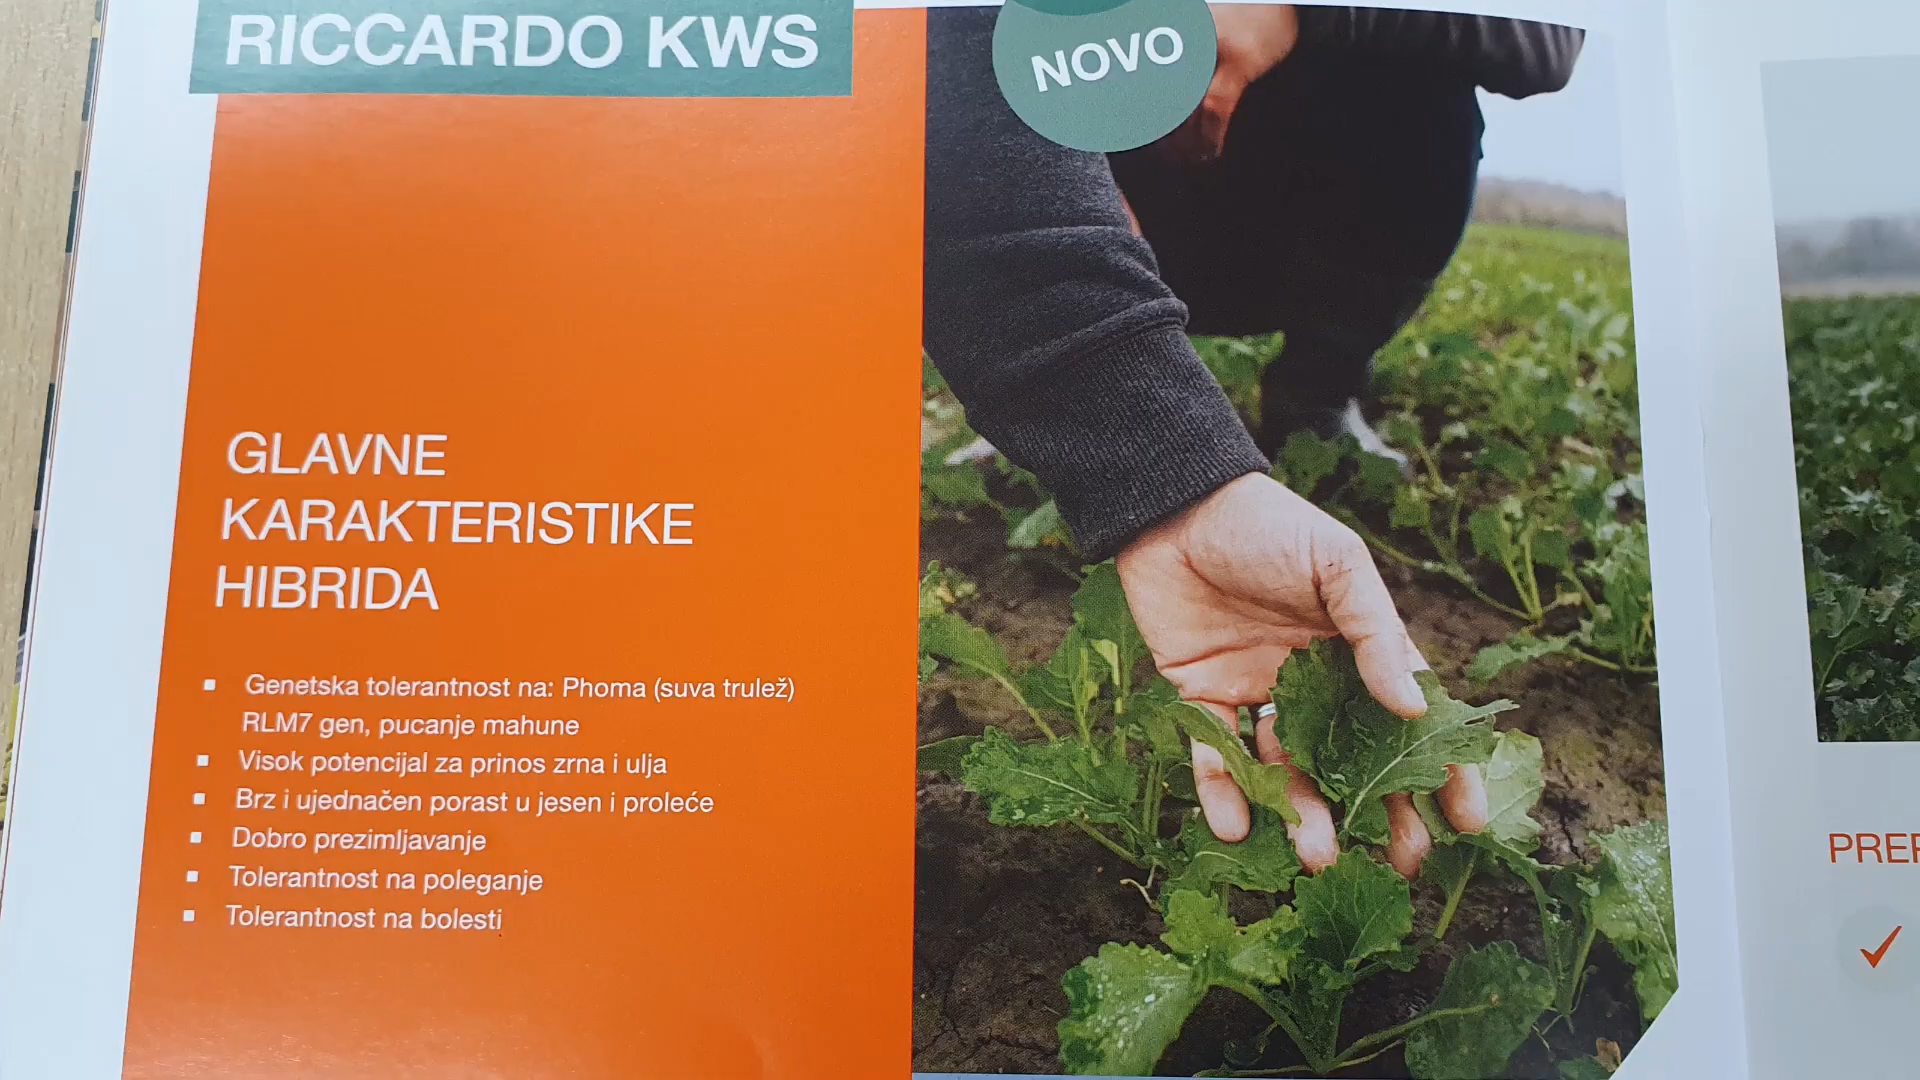 RICCARDO KWS
NOVO
GLAVNE
KARAKTERISTIKE
HIBRIDA
▪ Genetska tolerantnost na: Phoma (suva trulež)
RLM7 gen, pucanje mahune
▪ Visok potencijal za prinos zrna i ulja
▪ Brz i ujednačen porast u jesen i proleće
▪ Dobro prezimljavanje
▪ Tolerantnost na poleganje
▪ Tolerantnost na bolesti